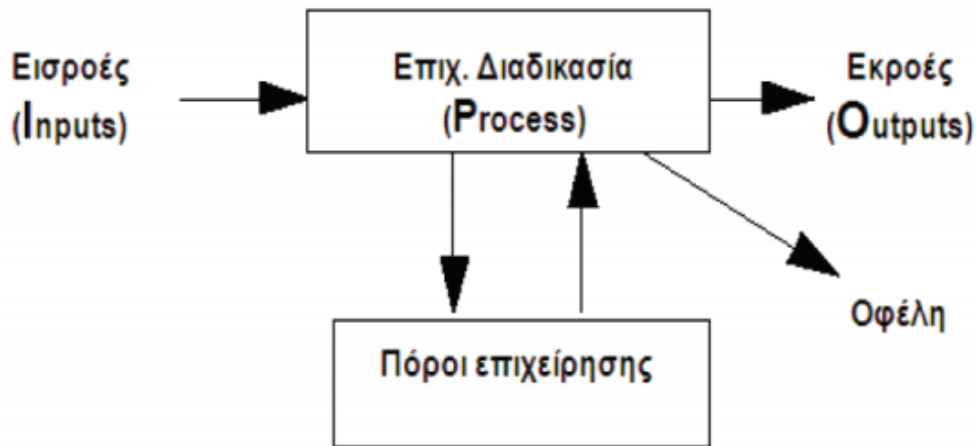 Εισροές
(Inputs)
Επιχ. Διαδικασία
(Process)
Εκροές
(Outputs)
Οφέλη
Πόροι επιχείρησης